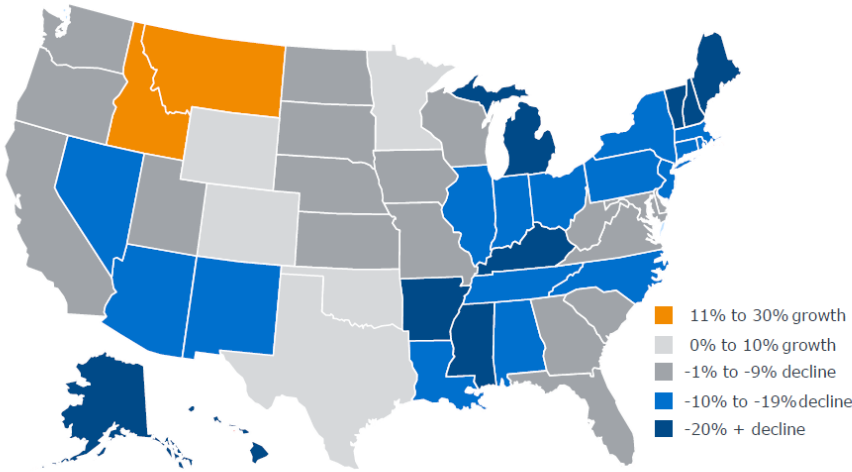 11% to 30% growth
0% to 10% growth
-1% to -9% decline
-10% to -19% decline
-20% + decline